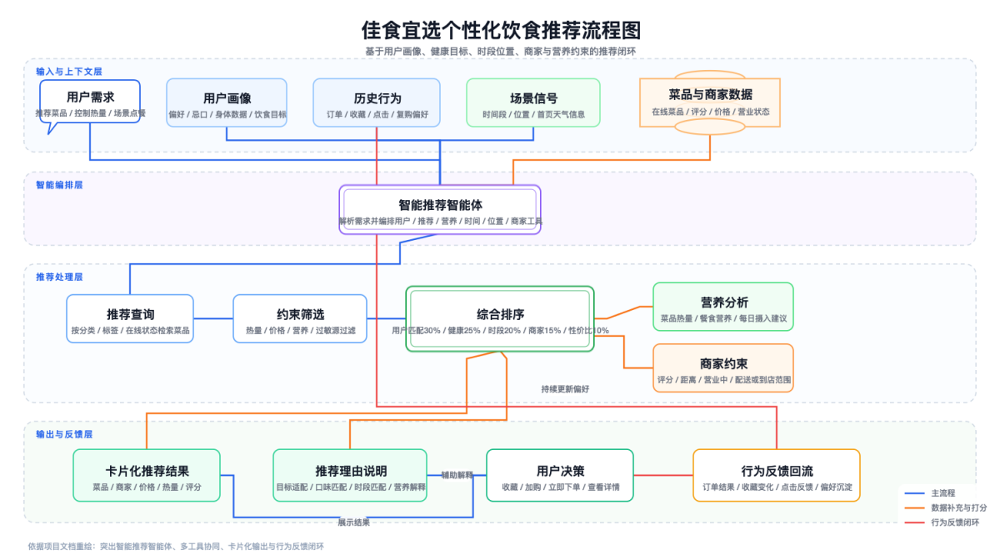 佳食宜选个性化饮食推荐流程图
基于用户画像、健康目标、时段位置、商家与营养约束的推荐闭环
输入与上下文层
用户需求
推荐菜品 / 控制热量 / 场景点餐
用户画像
偏好 / 忌口 / 身体数据 / 饮食目标
历史行为
订单 / 收藏 / 点击 / 复购偏好
场景信号
时间段 / 位置 / 首页天气信息
菜品与商家数据
在线菜品 / 评分 / 价格 / 营业状态
智能编排层
智能推荐智能体
解析需求并编排用户 / 推荐 / 营养 / 时间 / 位置 / 商家工具
推荐处理层
推荐查询
按分类 / 标签 / 在线状态检索菜品
约束筛选
热量 / 价格 / 营养 / 过敏源过滤
综合排序
用户匹配30% / 健康25% / 时段20% / 商家15% / 性价比10%
营养分析
菜品热量 / 餐食营养 / 每日摄入建议
商家约束
评分 / 距离 / 营业中 / 配送或到店范围
持续更新偏好
输出与反馈层
卡片化推荐结果
菜品 / 商家 / 价格 / 热量 / 评分
推荐理由说明
目标适配 / 口味匹配 / 时段匹配 / 营养解释
辅助解释
用户决策
收藏 / 加购 / 立即下单 / 查看详情
行为反馈回流
订单结果 / 收藏变化 / 点击反馈 / 偏好沉淀
展示结果
主流程
数据补充与打分
行为反馈闭环
依据项目文档重绘：突出智能推荐智能体、多工具协同、卡片化输出与行为反馈闭环